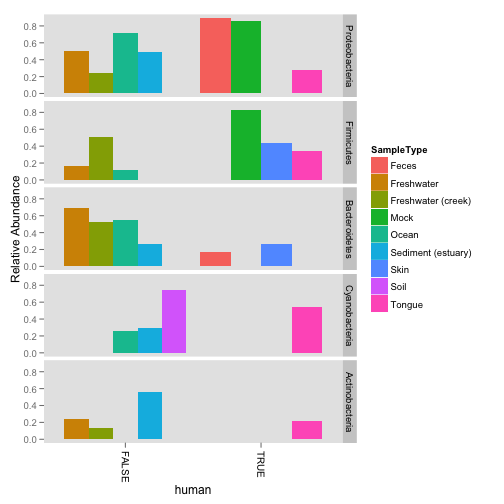 Relative Abundance
0.8
0.6
0.4
0.2
0.0
Proteobacteria
0.8
0.6
0.4
0.2
0.0
Firmicutes
0.8
0.6
0.4
0.2
0.0
Bacteroidetes
0.8
0.6
0.4
0.2
0.0
Cyanobacteria
0.8
0.6
0.4
0.2
0.0
Actinobacteria
FALSE
TRUE
human
SampleType
Feces
Freshwater
Freshwater (creek)
Mock
Ocean
Sediment (estuary)
Skin
Soil
Tongue